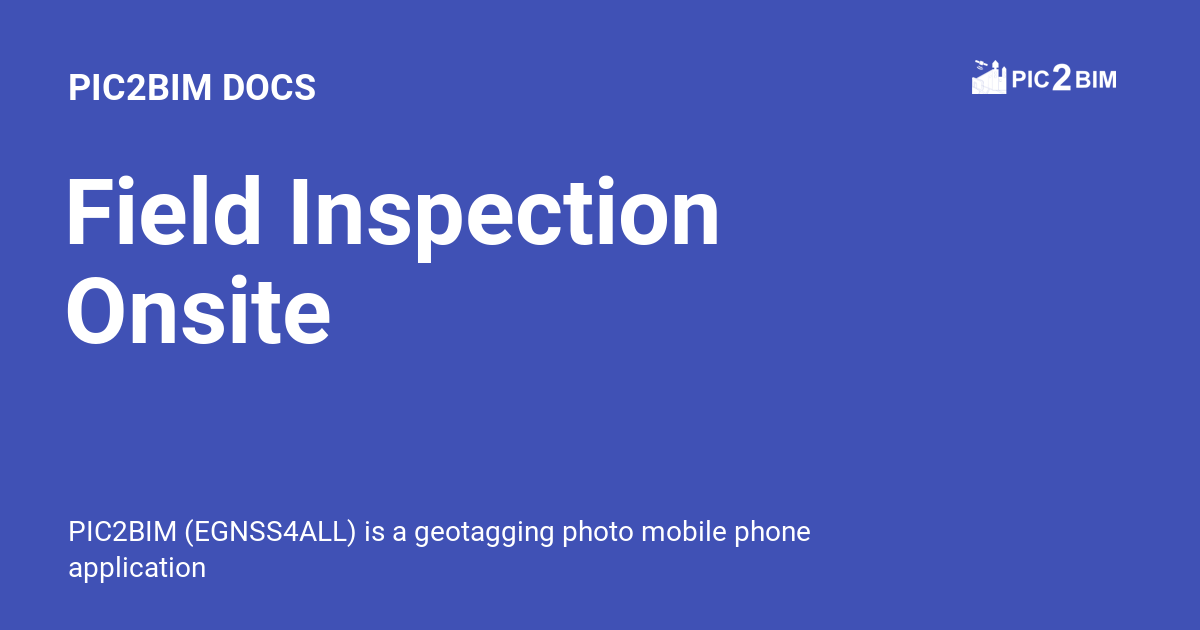 PIC2BIM DOCS
PIC2BIM
Field Inspection
Onsite
PIC2BIM (EGNSS4ALL) is a geotagging photo mobile phone
application